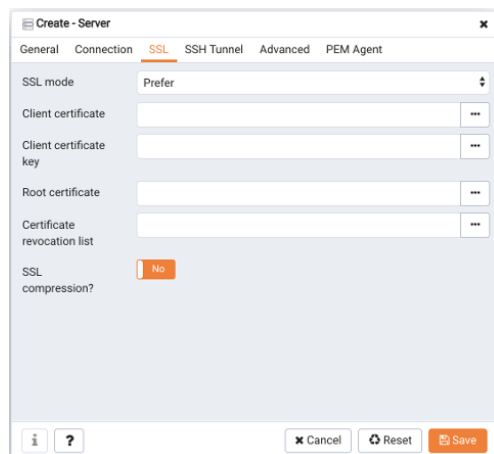 Create - Server
General Connection SSL SSH Tunnel Advanced PEM Agent
SSL mode Prefer
Client certificate
Client certificate
key
Root certificate
Certificate
revocation list
SSL No
compression?
i ? Cancel Reset Save